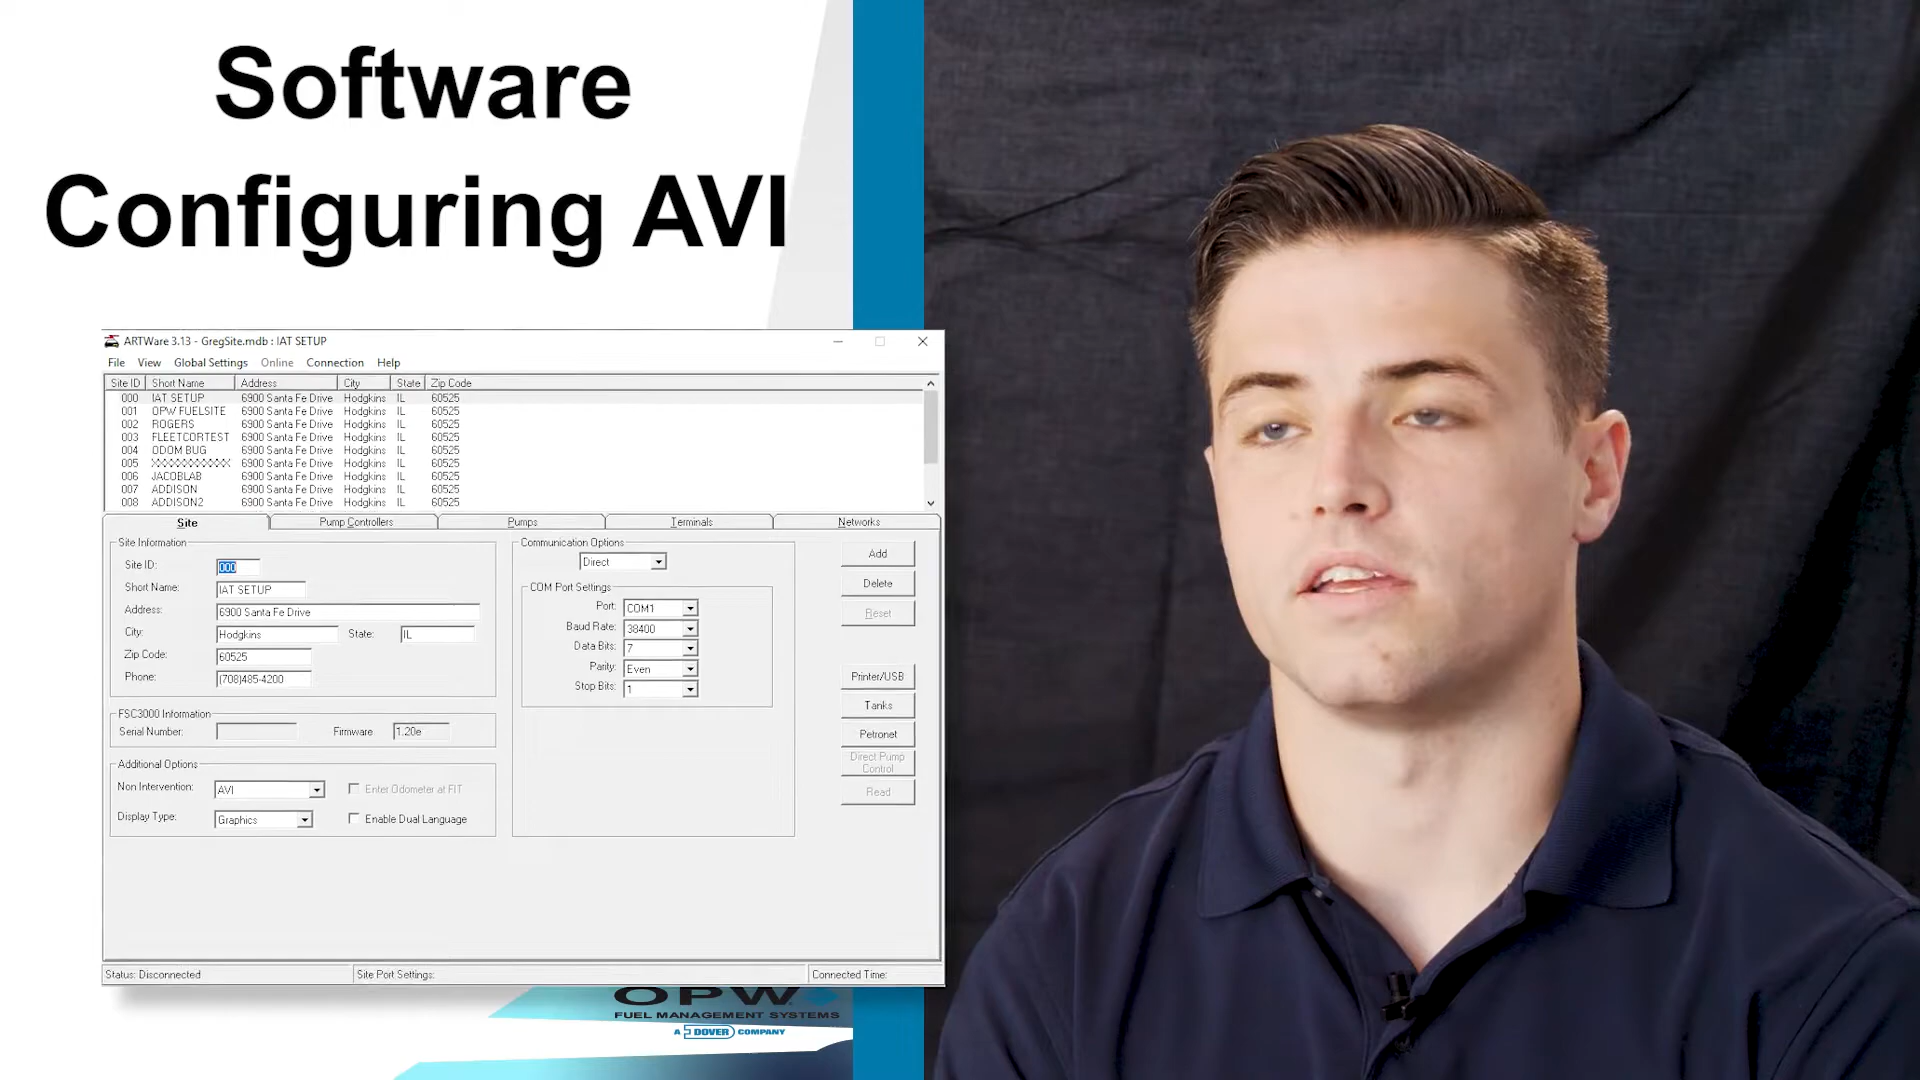 Software
Configuring AVI
ARTWare 3.13 - GregSite.mdb : IAT SETUP
File View Global Settings Online Connection Help
Site ID Short Name Address City State Zip Code
000 IAT SETUP 6900 Santa Fe Drive Hodgkins IL 60525
001 OPW FUELSITE 6900 Santa Fe Drive Hodgkins IL 60525
002 ROGERS 6900 Santa Fe Drive Hodgkins IL 60525
003 FLEETCORTEST 6900 Santa Fe Drive Hodgkins IL 60525
004 ODOM BUG 6900 Santa Fe Drive Hodgkins IL 60525
005 XXXXXXXXXXXX 6900 Santa Fe Drive Hodgkins IL 60525
006 JACOBLAB 6900 Santa Fe Drive Hodgkins IL 60525
007 ADDISON 6900 Santa Fe Drive Hodgkins IL 60525
008 ADDISON2 6900 Santa Fe Drive Hodgkins IL 60525
Site Pump Controllers Pumps Terminals Networks
Site Information
Site ID: 000
Short Name: IAT SETUP
Address: 6900 Santa Fe Drive
City: Hodgkins State: IL
Zip Code: 60525
Phone: (708)485-4200
FSC3000 Information
Serial Number: Firmware 1.20e
Additional Options
Non Intervention: AVI Enter Odometer at FIT
Display Type: Graphics Enable Dual Language
Communication Options
Direct
COM Port Settings
Port: COM1
Baud Rate: 38400
Data Bits: 7
Parity: Even
Stop Bits: 1
Add
Delete
Reset
Printer/USB
Tanks
Petronet
Direct Pump
Control
Read
Status: Disconnected Site Port Settings: Connected Time:
OPW
FUEL MANAGEMENT SYSTEMS
A DOVER COMPANY